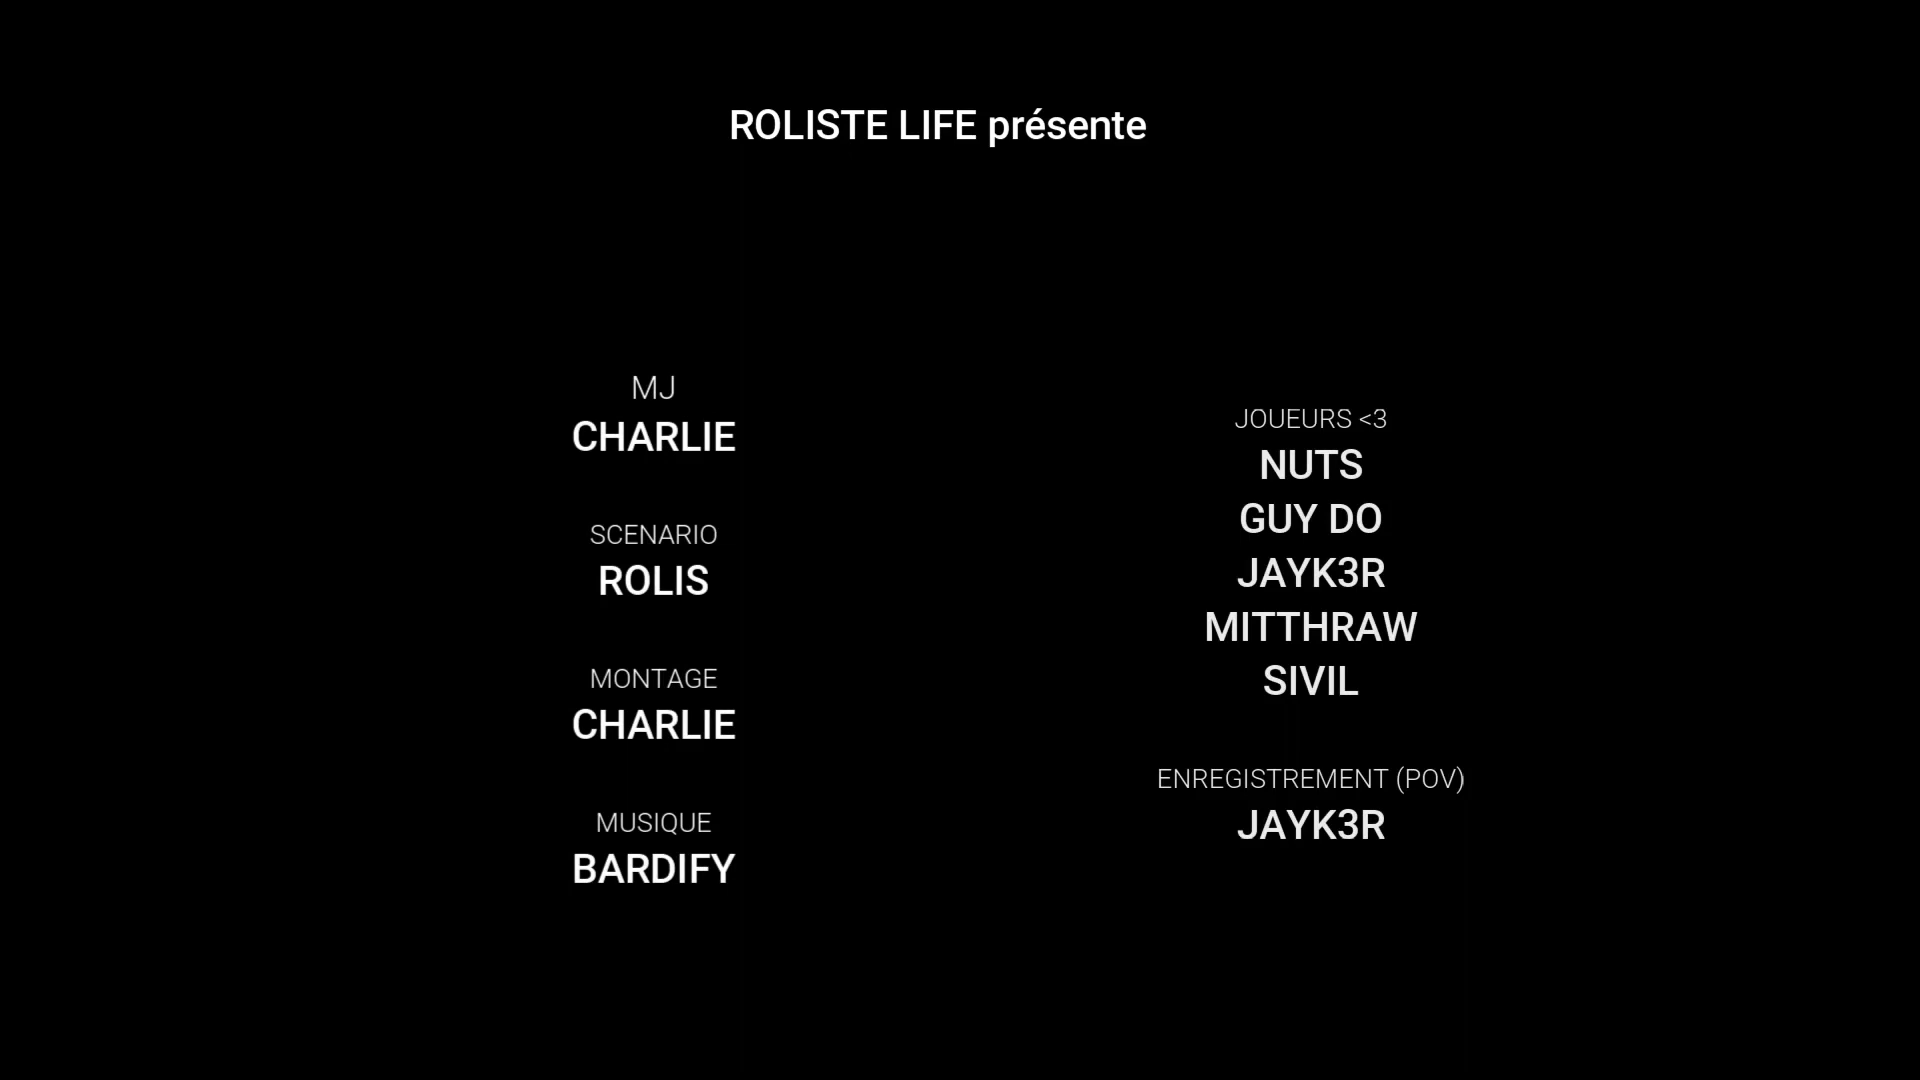 ROLISTE LIFE présente
MJ
CHARLIE
SCENARIO
ROLIS
MONTAGE
CHARLIE
MUSIQUE
BARDIFY
JOUEURS <3
NUTS
GUY DO
JAYK3R
MITTHRAW
SIVIL
ENREGISTREMENT (POV)
JAYK3R